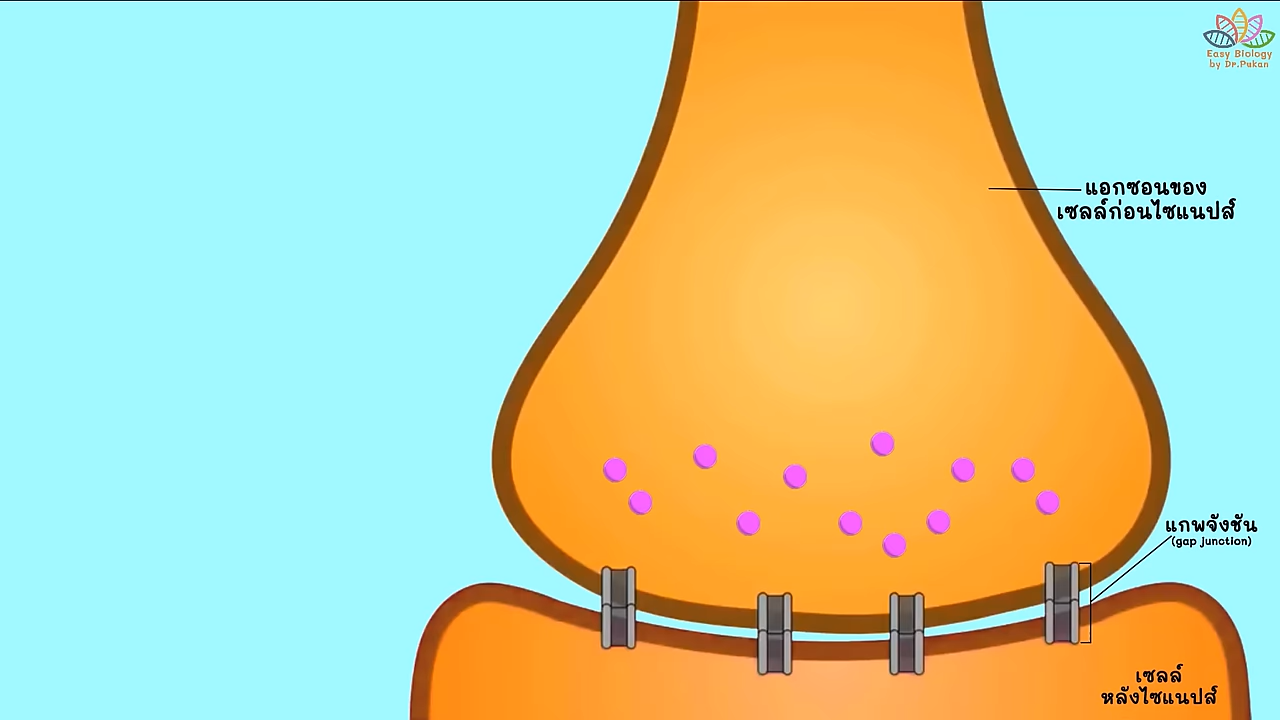 Easy Biology
by Dr.Pukan
แอกซอนของ
เซลล์ก่อนไซแนปส์
แกพจังชัน
(gap junction)
เซลล์
หลังไซแนปส์